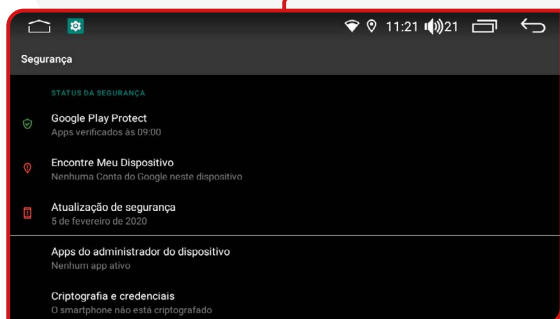 11:21 21
Segurança
STATUS DA SEGURANÇA
Google Play Protect
Apps verificados às 09:00
Encontre Meu Dispositivo
Nenhuma Conta do Google neste dispositivo
Atualização de segurança
5 de fevereiro de 2020
Apps do administrador do dispositivo
Nenhum app ativo
Criptografia e credenciais
O smartphone não está criptografado